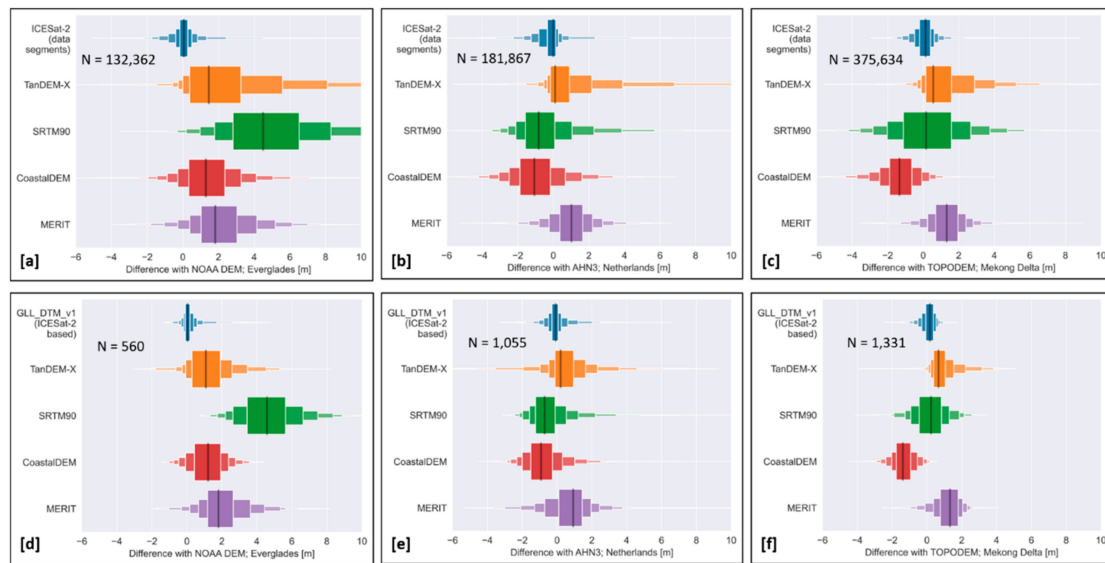 ICESat-2
(data
segments)
N = 132,362
TanDEM-X
SRTM90
CoastalDEM
MERIT
[a]
−6 −4 −2 0 2 4 6 8 10
Difference with NOAA DEM; Everglades [m]
ICESat-2
(data
segments)
N = 181,867
TanDEM-X
SRTM90
CoastalDEM
MERIT
[b]
−6 −4 −2 0 2 4 6 8 10
Difference with AHN3; Netherlands [m]
ICESat-2
(data
segments)
N = 375,634
TanDEM-X
SRTM90
CoastalDEM
MERIT
[c]
−6 −4 −2 0 2 4 6 8 10
Difference with TOPODEM; Mekong Delta [m]
GLL_DTM_v1
(ICESat-2
based)
N = 560
TanDEM-X
SRTM90
CoastalDEM
MERIT
[d]
−6 −4 −2 0 2 4 6 8 10
Difference with NOAA DEM; Everglades [m]
GLL_DTM_v1
(ICESat-2
based)
N = 1,055
TanDEM-X
SRTM90
CoastalDEM
MERIT
[e]
−6 −4 −2 0 2 4 6 8 10
Difference with AHN3; Netherlands [m]
GLL_DTM_v1
(ICESat-2
based)
N = 1,331
TanDEM-X
SRTM90
CoastalDEM
MERIT
[f]
−6 −4 −2 0 2 4 6 8 10
Difference with TOPODEM; Mekong Delta [m]